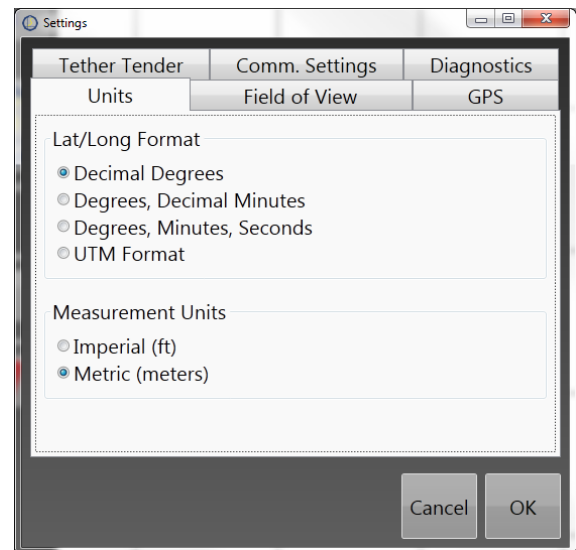 Settings
Tether Tender Comm. Settings Diagnostics
Units Field of View GPS
Lat/Long Format
Decimal Degrees
Degrees, Decimal Minutes
Degrees, Minutes, Seconds
UTM Format
Measurement Units
Imperial (ft)
Metric (meters)
Cancel OK